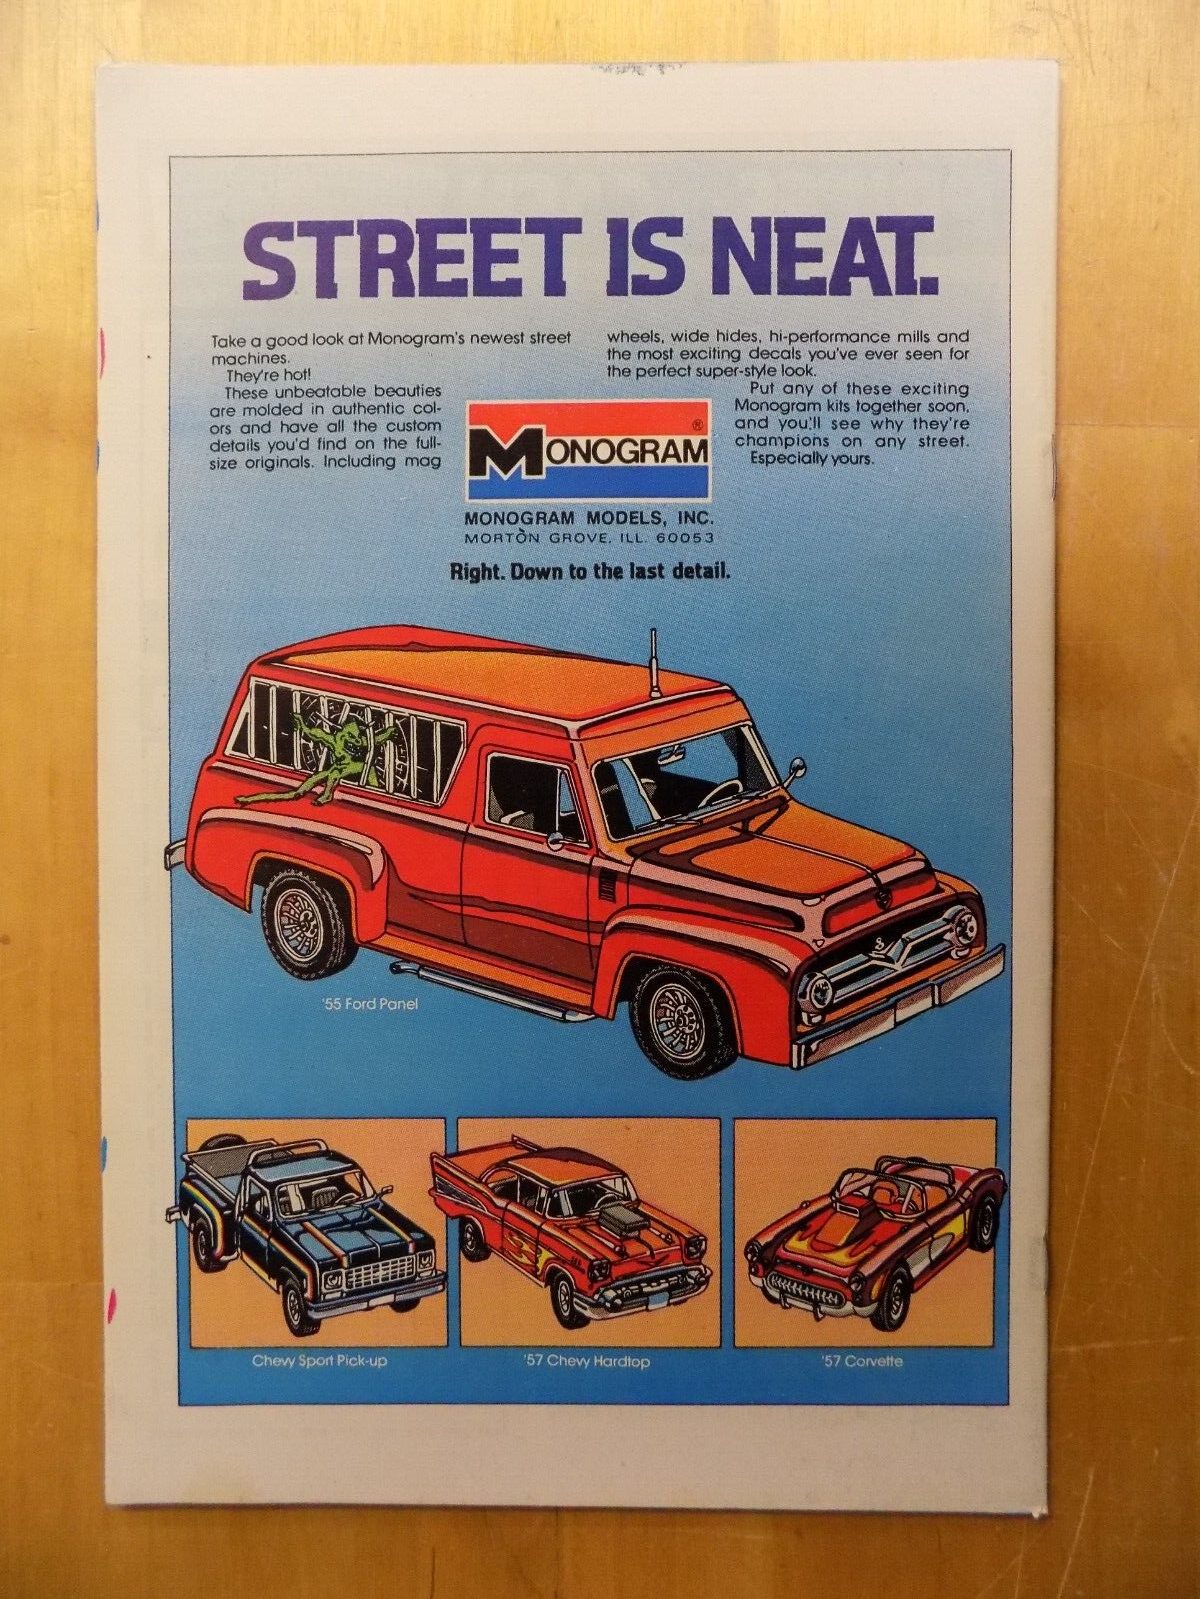 STREET IS NEAT.
Take a good look at Monogram's newest street
machines.
They're hot!
These unbeatable beauties
are molded in authentic col-
ors and have all the custom
details you'd find on the full-
size originals. Including mag
wheels, wide hides, hi-performance mills and
the most exciting decals you've ever seen for
the perfect super-style look.
Put any of these exciting
Monogram kits together soon,
and you'll see why they're
champions on any street.
Especially yours.
MONOGRAM ®
MONOGRAM MODELS, INC.
MORTON GROVE, ILL. 60053
Right. Down to the last detail.
'55 Ford Panel
Chevy Sport Pick-up
'57 Chevy Hardtop
'57 Corvette